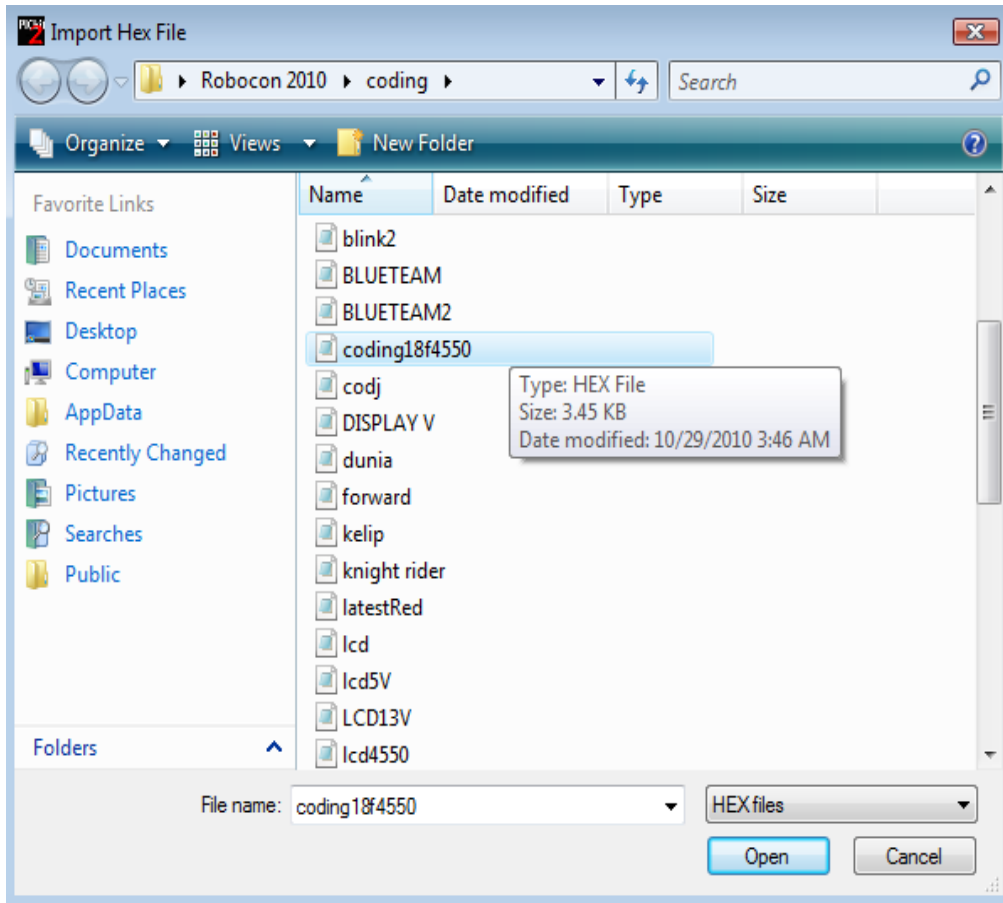 Import Hex File
Robocon 2010 coding
Search
Organize Views New Folder
Favorite Links
Documents
Recent Places
Desktop
Computer
AppData
Recently Changed
Pictures
Searches
Public
Folders
Name Date modified Type Size
blink2
BLUETEAM
BLUETEAM2
coding18f4550
codj
DISPLAY V
dunia
forward
kelip
knight rider
latestRed
lcd
lcd5V
LCD13V
lcd4550
Type: HEX File
Size: 3.45 KB
Date modified: 10/29/2010 3:46 AM
File name: coding18f4550 HEX files
Open Cancel